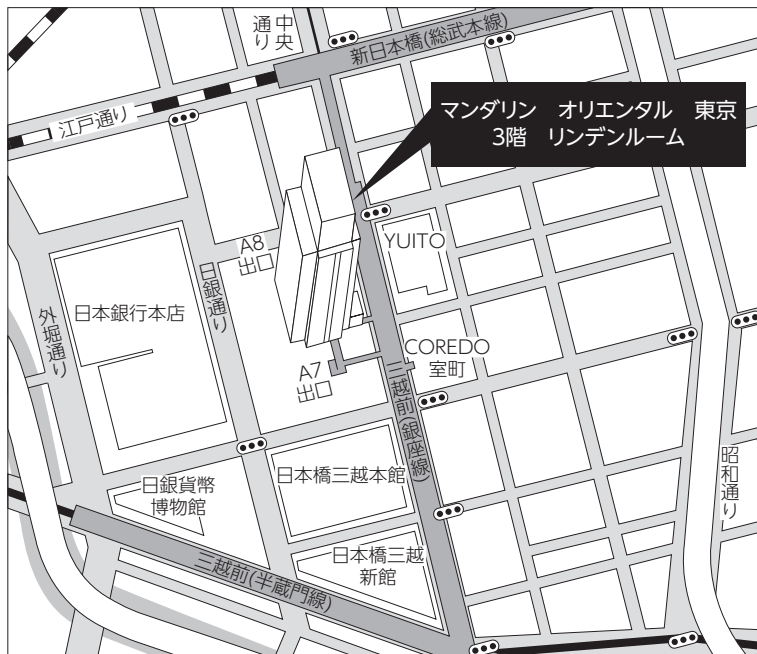 中央
通り
新日本橋(総武本線)
江戸通り
マンダリン　オリエンタル　東京
3階　リンデンルーム
YUITO
A8
出口
日銀通り
日本銀行本店
外堀通り
COREDO
室町
A7
出口
三越前(銀座線)
昭和通り
日本橋三越本館
日銀貨幣
博物館
日本橋三越
新館
三越前(半蔵門線)